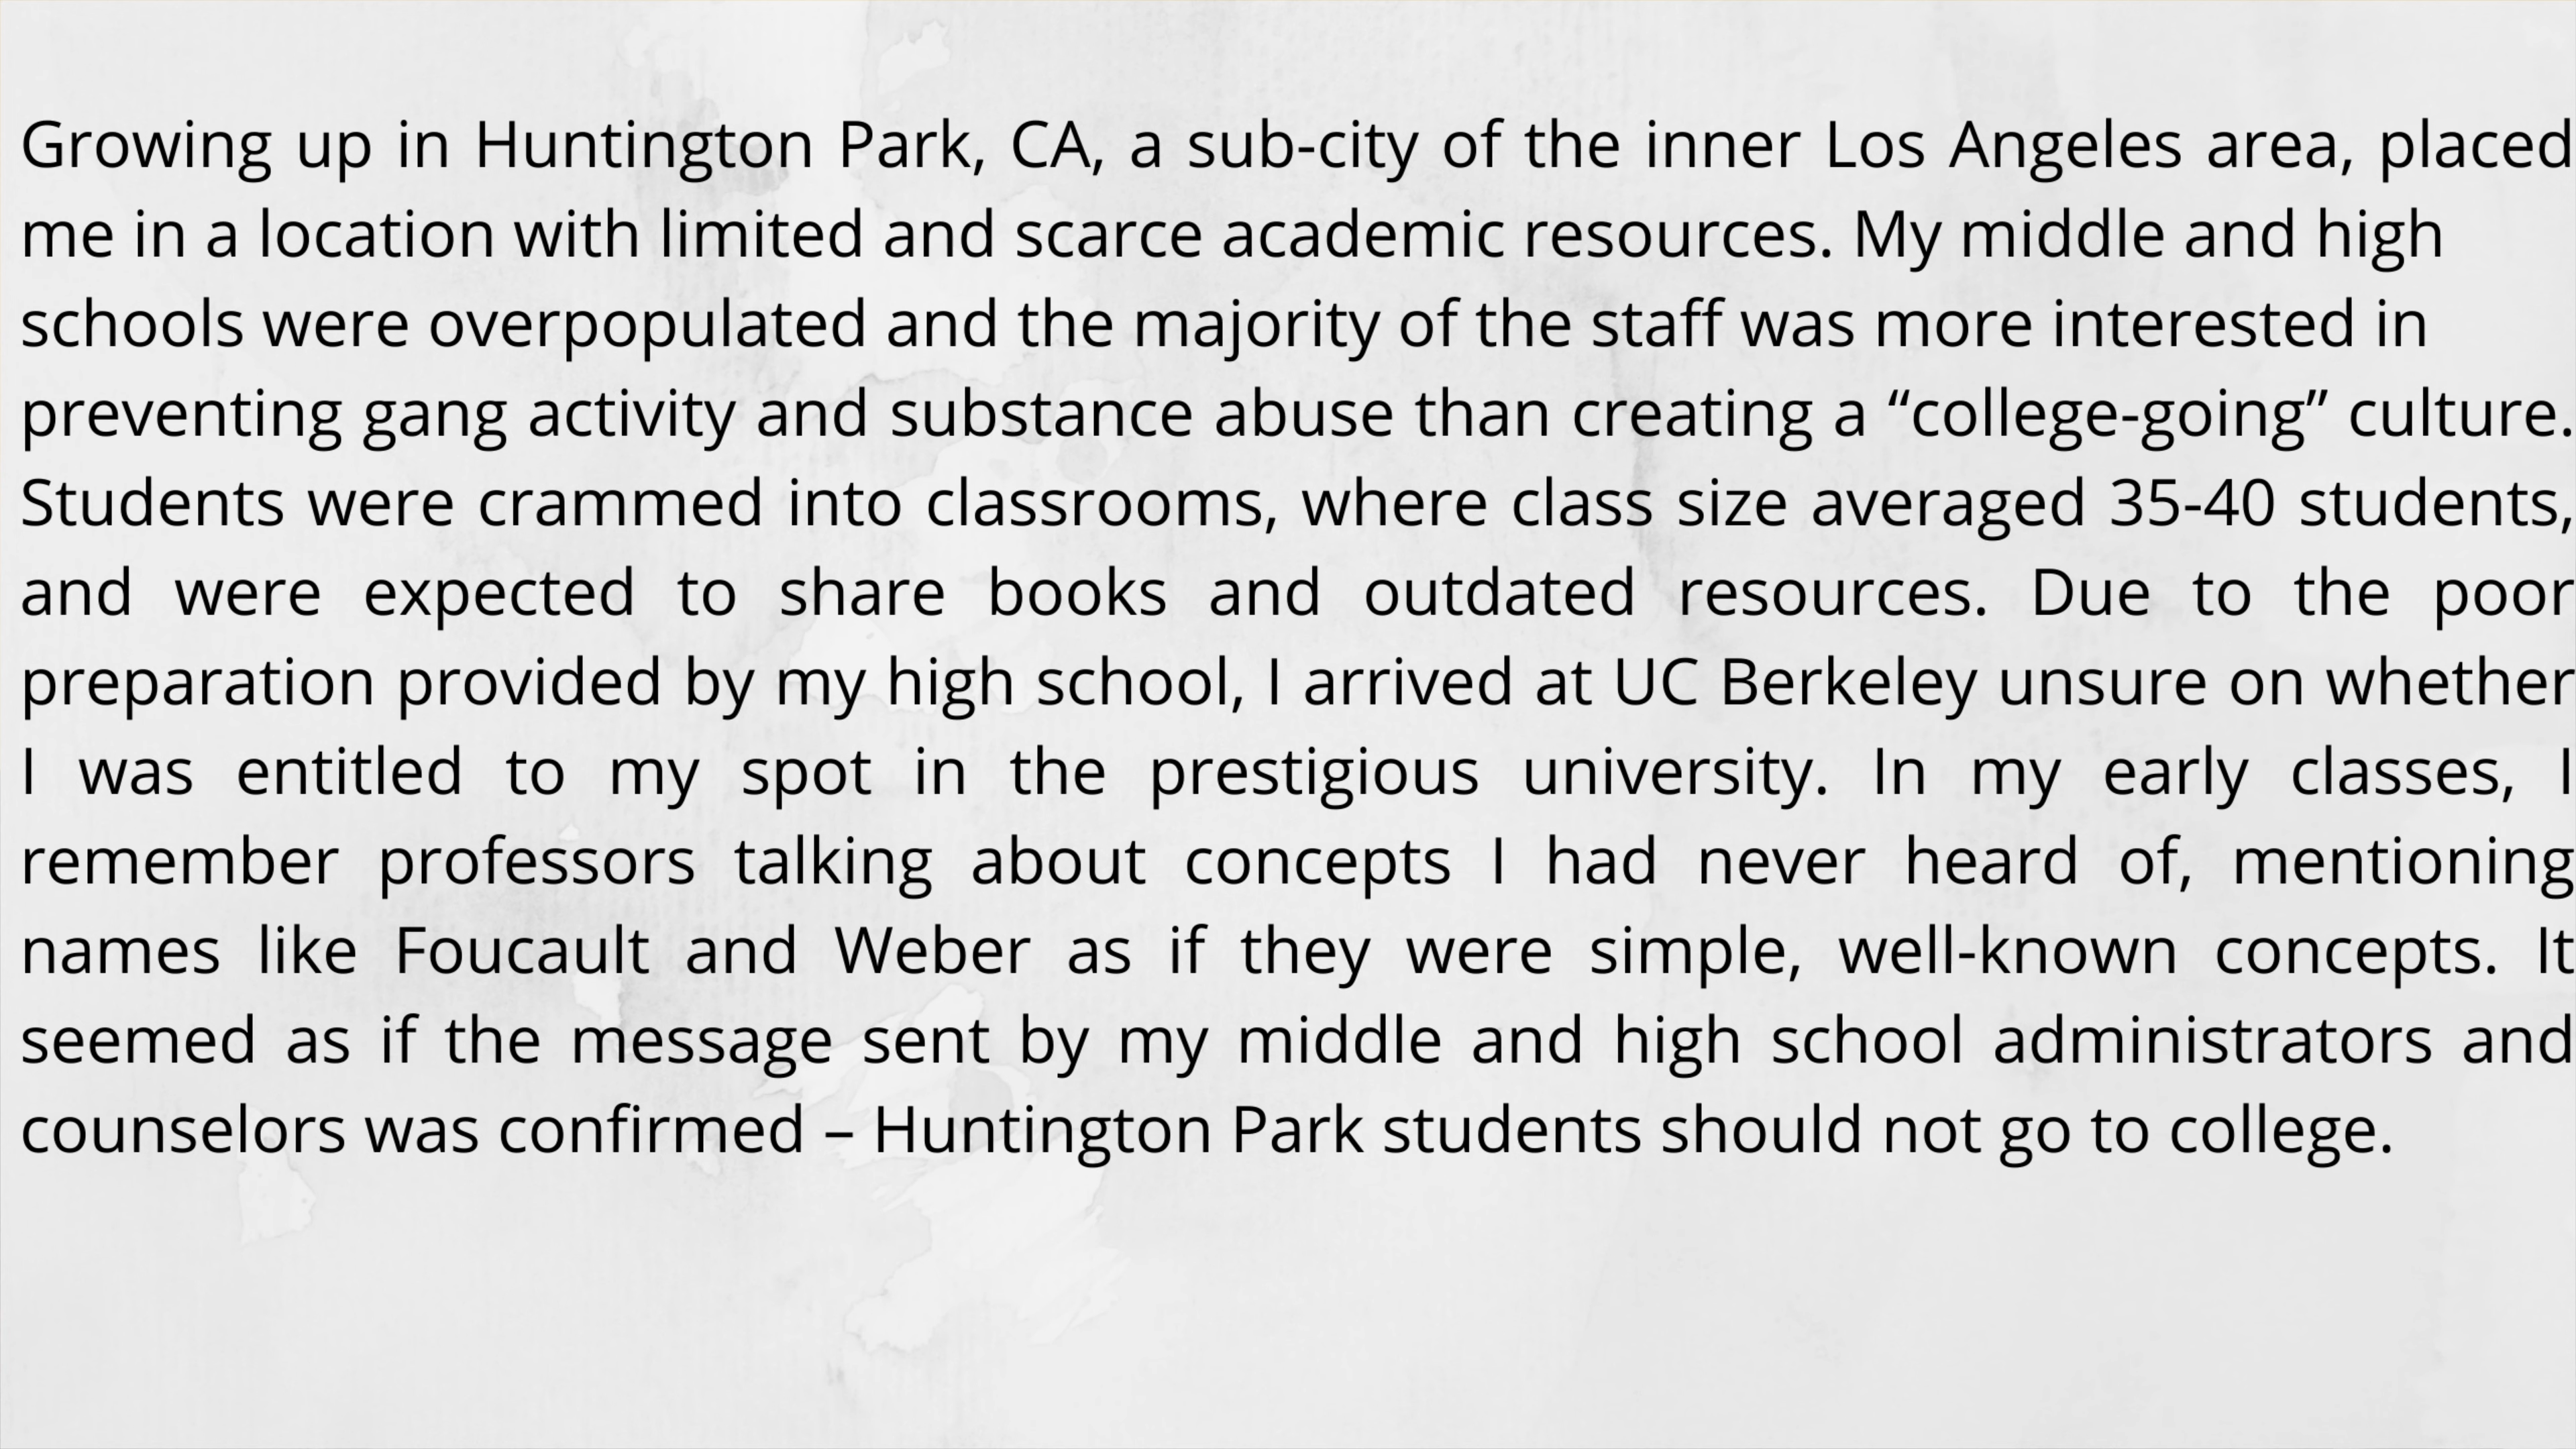 Growing up in Huntington Park, CA, a sub-city of the inner Los Angeles area, placed
me in a location with limited and scarce academic resources. My middle and high
schools were overpopulated and the majority of the staff was more interested in
preventing gang activity and substance abuse than creating a “college-going” culture.
Students were crammed into classrooms, where class size averaged 35-40 students,
and were expected to share books and outdated resources. Due to the poor
preparation provided by my high school, I arrived at UC Berkeley unsure on whether
I was entitled to my spot in the prestigious university. In my early classes, I
remember professors talking about concepts I had never heard of, mentioning
names like Foucault and Weber as if they were simple, well-known concepts. It
seemed as if the message sent by my middle and high school administrators and
counselors was confirmed – Huntington Park students should not go to college.